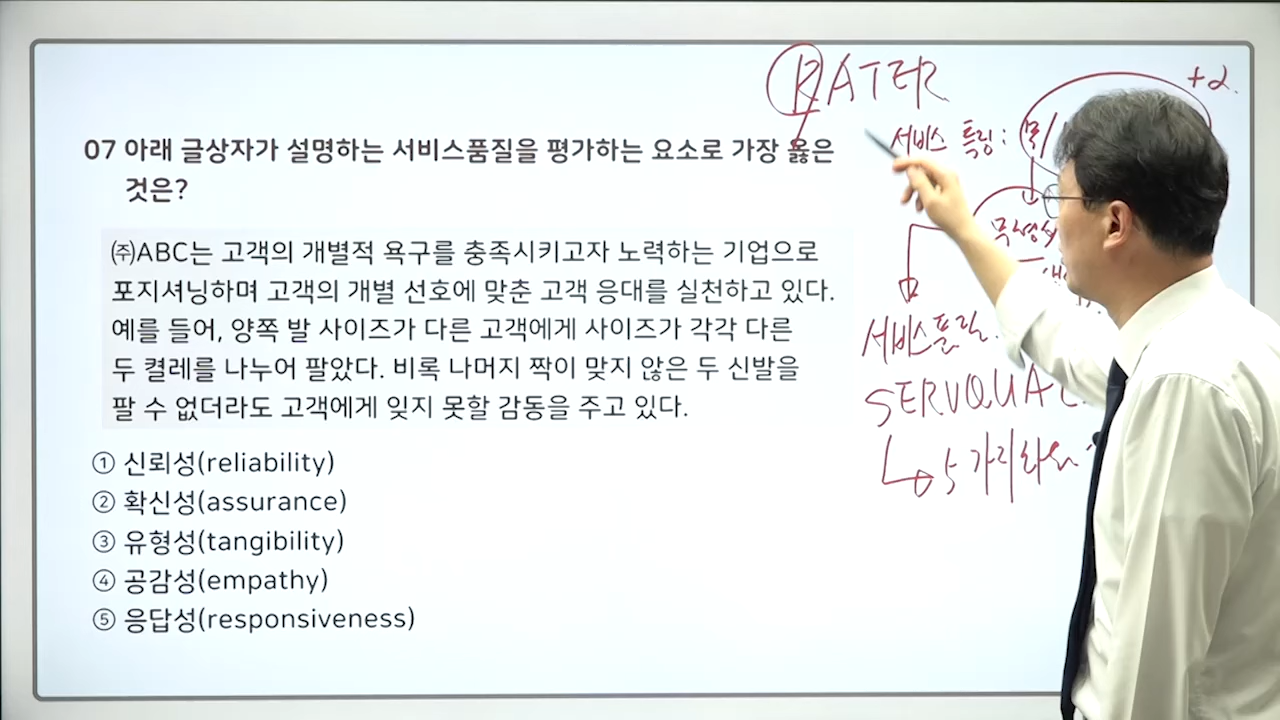 07 아래 글상자가 설명하는 서비스품질을 평가하는 요소로 가장 옳은
것은?
㈜ABC는 고객의 개별적 욕구를 충족시키고자 노력하는 기업으로
포지셔닝하며 고객의 개별 선호에 맞춘 고객 응대를 실천하고 있다.
예를 들어, 양쪽 발 사이즈가 다른 고객에게 사이즈가 각각 다른
두 켤레를 나누어 팔았다. 비록 나머지 짝이 맞지 않은 두 신발을
팔 수 없더라도 고객에게 잊지 못할 감동을 주고 있다.
① 신뢰성(reliability)
② 확신성(assurance)
③ 유형성(tangibility)
④ 공감성(empathy)
⑤ 응답성(responsiveness)
RATER
+α.
서비스 특징:
서비스품질.
SERVQUAL
5가지